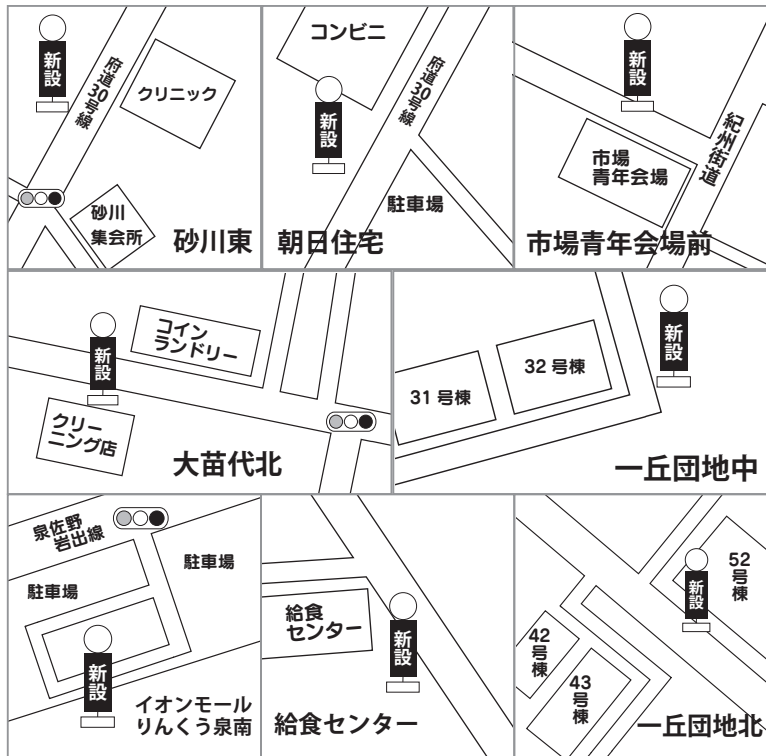 新設
府道30号線
クリニック
砂川
集会所
砂川東
コンビニ
新設
府道30号線
駐車場
朝日住宅
新設
紀州街道
市場
青年会場
市場青年会場前
新設
コイン
ランドリー
クリー
ニング店
大苗代北
新設
31号棟
32号棟
一丘団地中
泉佐野
岩出線
駐車場
駐車場
新設
イオンモール
りんくう泉南
給食
センター
新設
給食センター
52
号棟
新設
42
号棟
43
号棟
一丘団地北